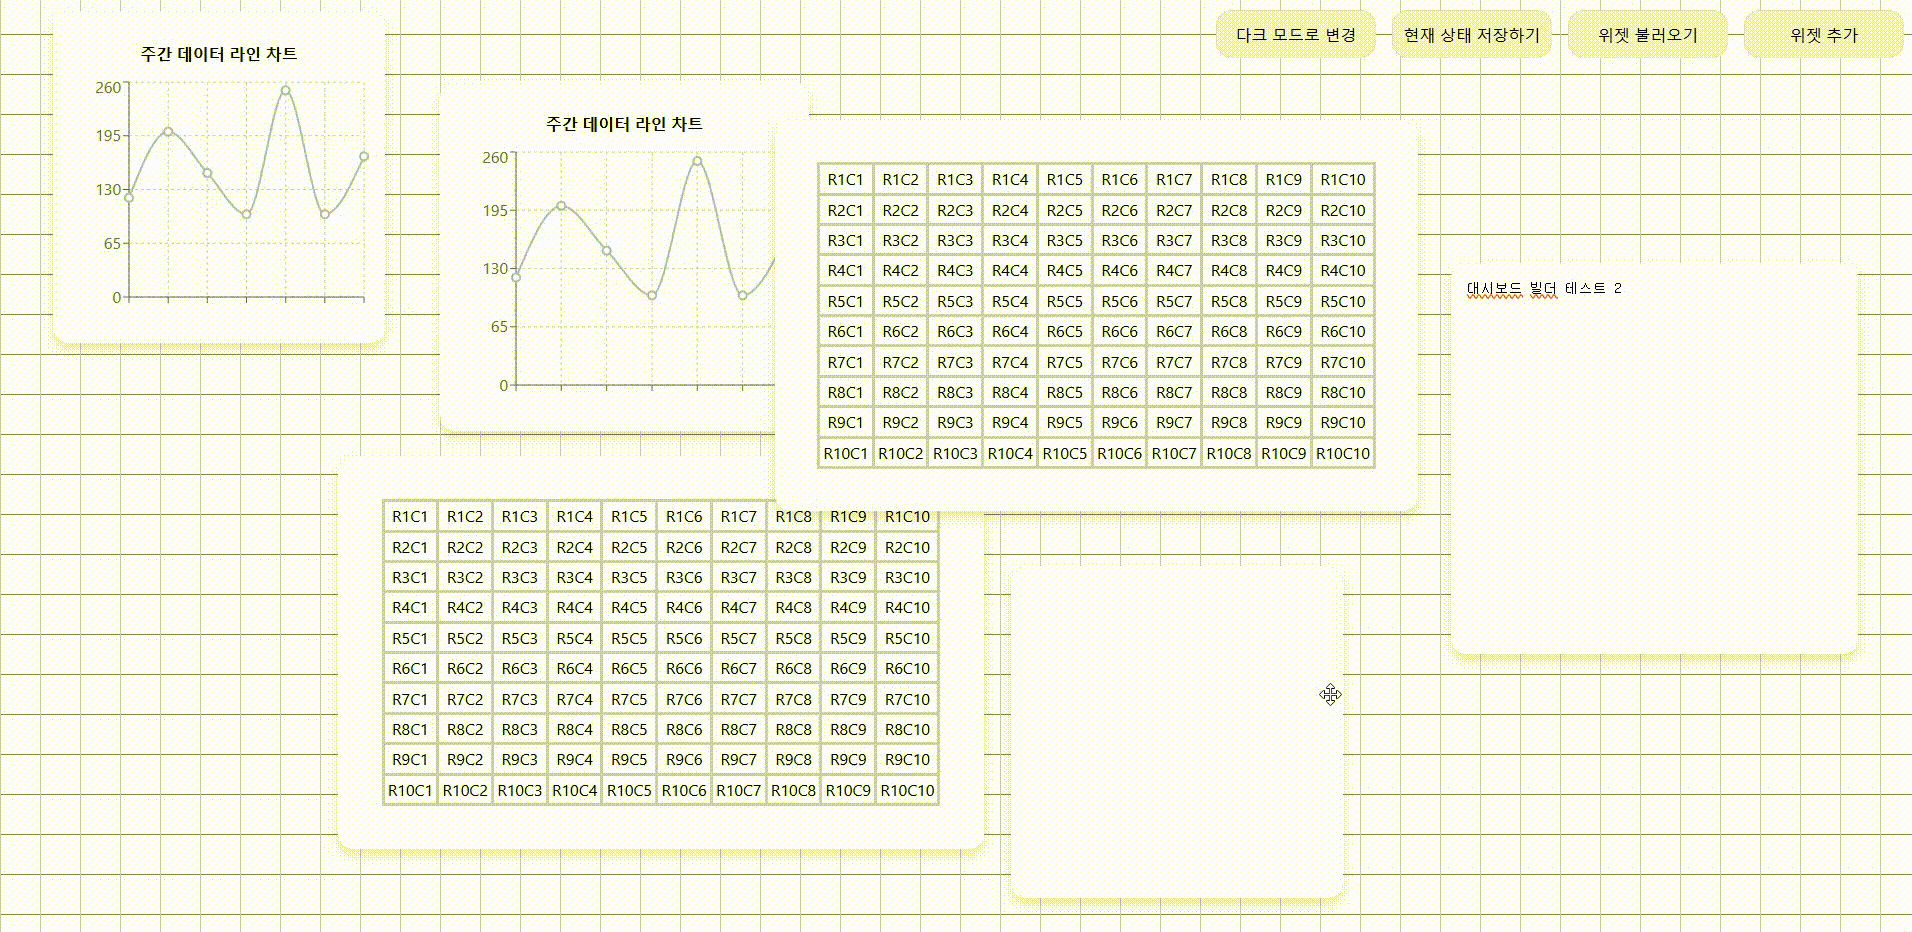 다크 모드로 변경 현재 상태 저장하기 위젯 불러오기 위젯 추가
주간 데이터 라인 차트
260
195
130
65
0
주간 데이터 라인 차트
260
195
130
65
0
R1C1 R1C2 R1C3 R1C4 R1C5 R1C6 R1C7 R1C8 R1C9 R1C10
R2C1 R2C2 R2C3 R2C4 R2C5 R2C6 R2C7 R2C8 R2C9 R2C10
R3C1 R3C2 R3C3 R3C4 R3C5 R3C6 R3C7 R3C8 R3C9 R3C10
R4C1 R4C2 R4C3 R4C4 R4C5 R4C6 R4C7 R4C8 R4C9 R4C10
R5C1 R5C2 R5C3 R5C4 R5C5 R5C6 R5C7 R5C8 R5C9 R5C10
R6C1 R6C2 R6C3 R6C4 R6C5 R6C6 R6C7 R6C8 R6C9 R6C10
R7C1 R7C2 R7C3 R7C4 R7C5 R7C6 R7C7 R7C8 R7C9 R7C10
R8C1 R8C2 R8C3 R8C4 R8C5 R8C6 R8C7 R8C8 R8C9 R8C10
R9C1 R9C2 R9C3 R9C4 R9C5 R9C6 R9C7 R9C8 R9C9 R9C10
R10C1 R10C2 R10C3 R10C4 R10C5 R10C6 R10C7 R10C8 R10C9 R10C10
대시보드 빌더 테스트 2
R1C1 R1C2 R1C3 R1C4 R1C5 R1C6 R1C7 R1C8 R1C9 R1C10
R2C1 R2C2 R2C3 R2C4 R2C5 R2C6 R2C7 R2C8 R2C9 R2C10
R3C1 R3C2 R3C3 R3C4 R3C5 R3C6 R3C7 R3C8 R3C9 R3C10
R4C1 R4C2 R4C3 R4C4 R4C5 R4C6 R4C7 R4C8 R4C9 R4C10
R5C1 R5C2 R5C3 R5C4 R5C5 R5C6 R5C7 R5C8 R5C9 R5C10
R6C1 R6C2 R6C3 R6C4 R6C5 R6C6 R6C7 R6C8 R6C9 R6C10
R7C1 R7C2 R7C3 R7C4 R7C5 R7C6 R7C7 R7C8 R7C9 R7C10
R8C1 R8C2 R8C3 R8C4 R8C5 R8C6 R8C7 R8C8 R8C9 R8C10
R9C1 R9C2 R9C3 R9C4 R9C5 R9C6 R9C7 R9C8 R9C9 R9C10
R10C1 R10C2 R10C3 R10C4 R10C5 R10C6 R10C7 R10C8 R10C9 R10C10